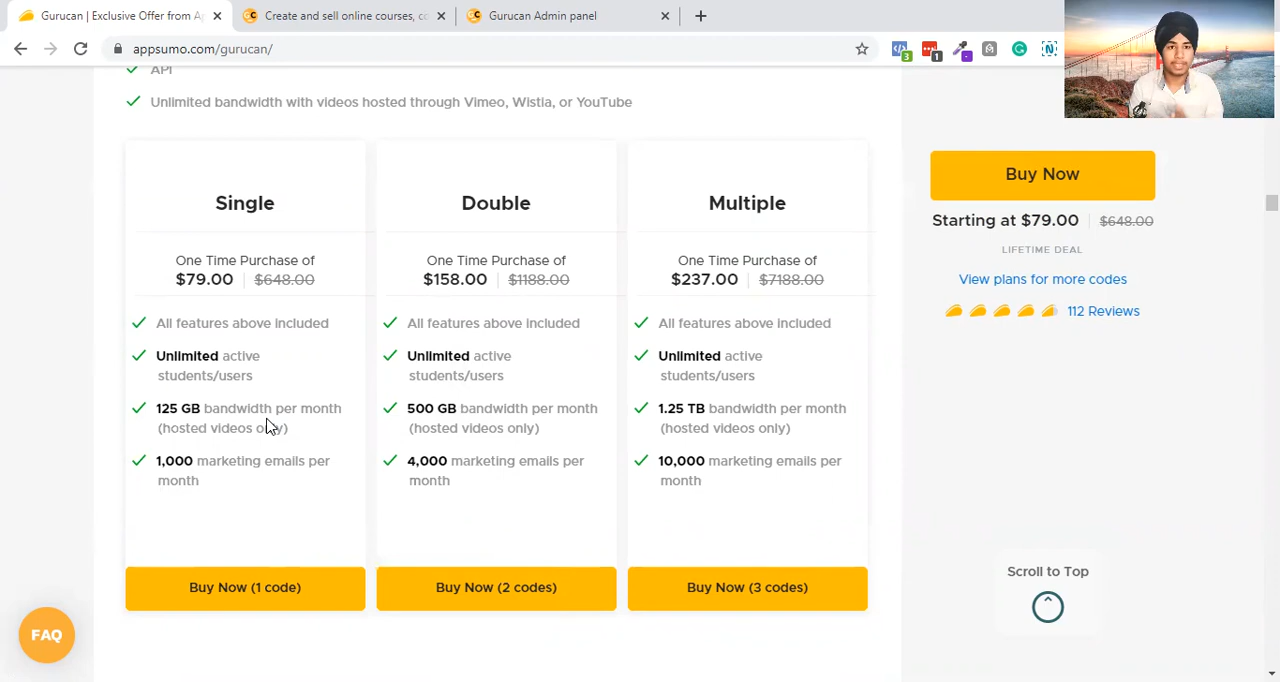 Gurucan | Exclusive Offer from Ap
Create and sell online courses, co
Gurucan Admin panel
appsumo.com/gurucan/
3
1
API
Unlimited bandwidth with videos hosted through Vimeo, Wistia, or YouTube
Single
One Time Purchase of
$79.00 | $648.00
All features above included
Unlimited active
students/users
125 GB bandwidth per month
(hosted videos only)
1,000 marketing emails per
month
Buy Now (1 code)
Double
One Time Purchase of
$158.00 | $1188.00
All features above included
Unlimited active
students/users
500 GB bandwidth per month
(hosted videos only)
4,000 marketing emails per
month
Buy Now (2 codes)
Multiple
One Time Purchase of
$237.00 | $7188.00
All features above included
Unlimited active
students/users
1.25 TB bandwidth per month
(hosted videos only)
10,000 marketing emails per
month
Buy Now (3 codes)
Buy Now
Starting at $79.00 | $648.00
LIFETIME DEAL
View plans for more codes
112 Reviews
Scroll to Top
FAQ